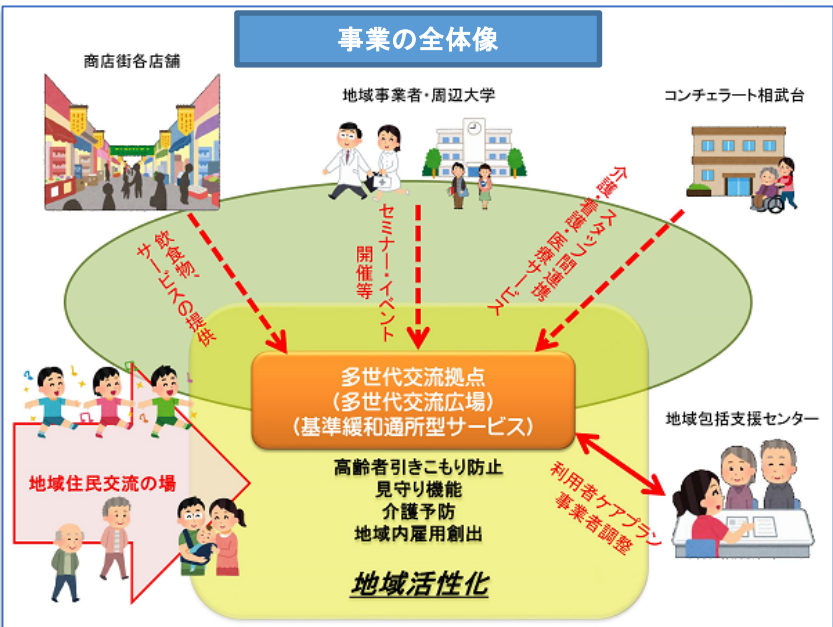 事業の全体像
商店街各店舗
地域事業者・周辺大学
コンチェラート相武台
飲食物、
サービスの提供
セミナー・イベント
開催等
スタッフ間連携
介護・看護・医療サービス
多世代交流拠点
(多世代交流広場)
(基準緩和通所型サービス)
地域包括支援センター
地域住民交流の場
高齢者引きこもり防止
見守り機能
介護予防
地域内雇用創出
利用者ケアプラン
事業者調整
地域活性化